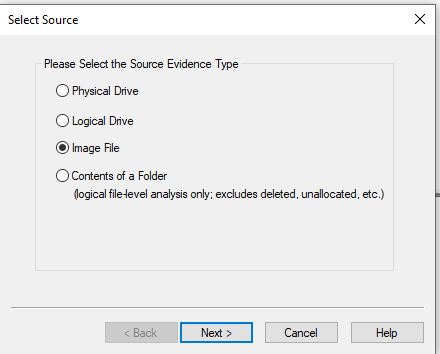 Select Source
Please Select the Source Evidence Type
Physical Drive
Logical Drive
Image File
Contents of a Folder
(logical file-level analysis only; excludes deleted, unallocated, etc.)
< Back Next > Cancel Help